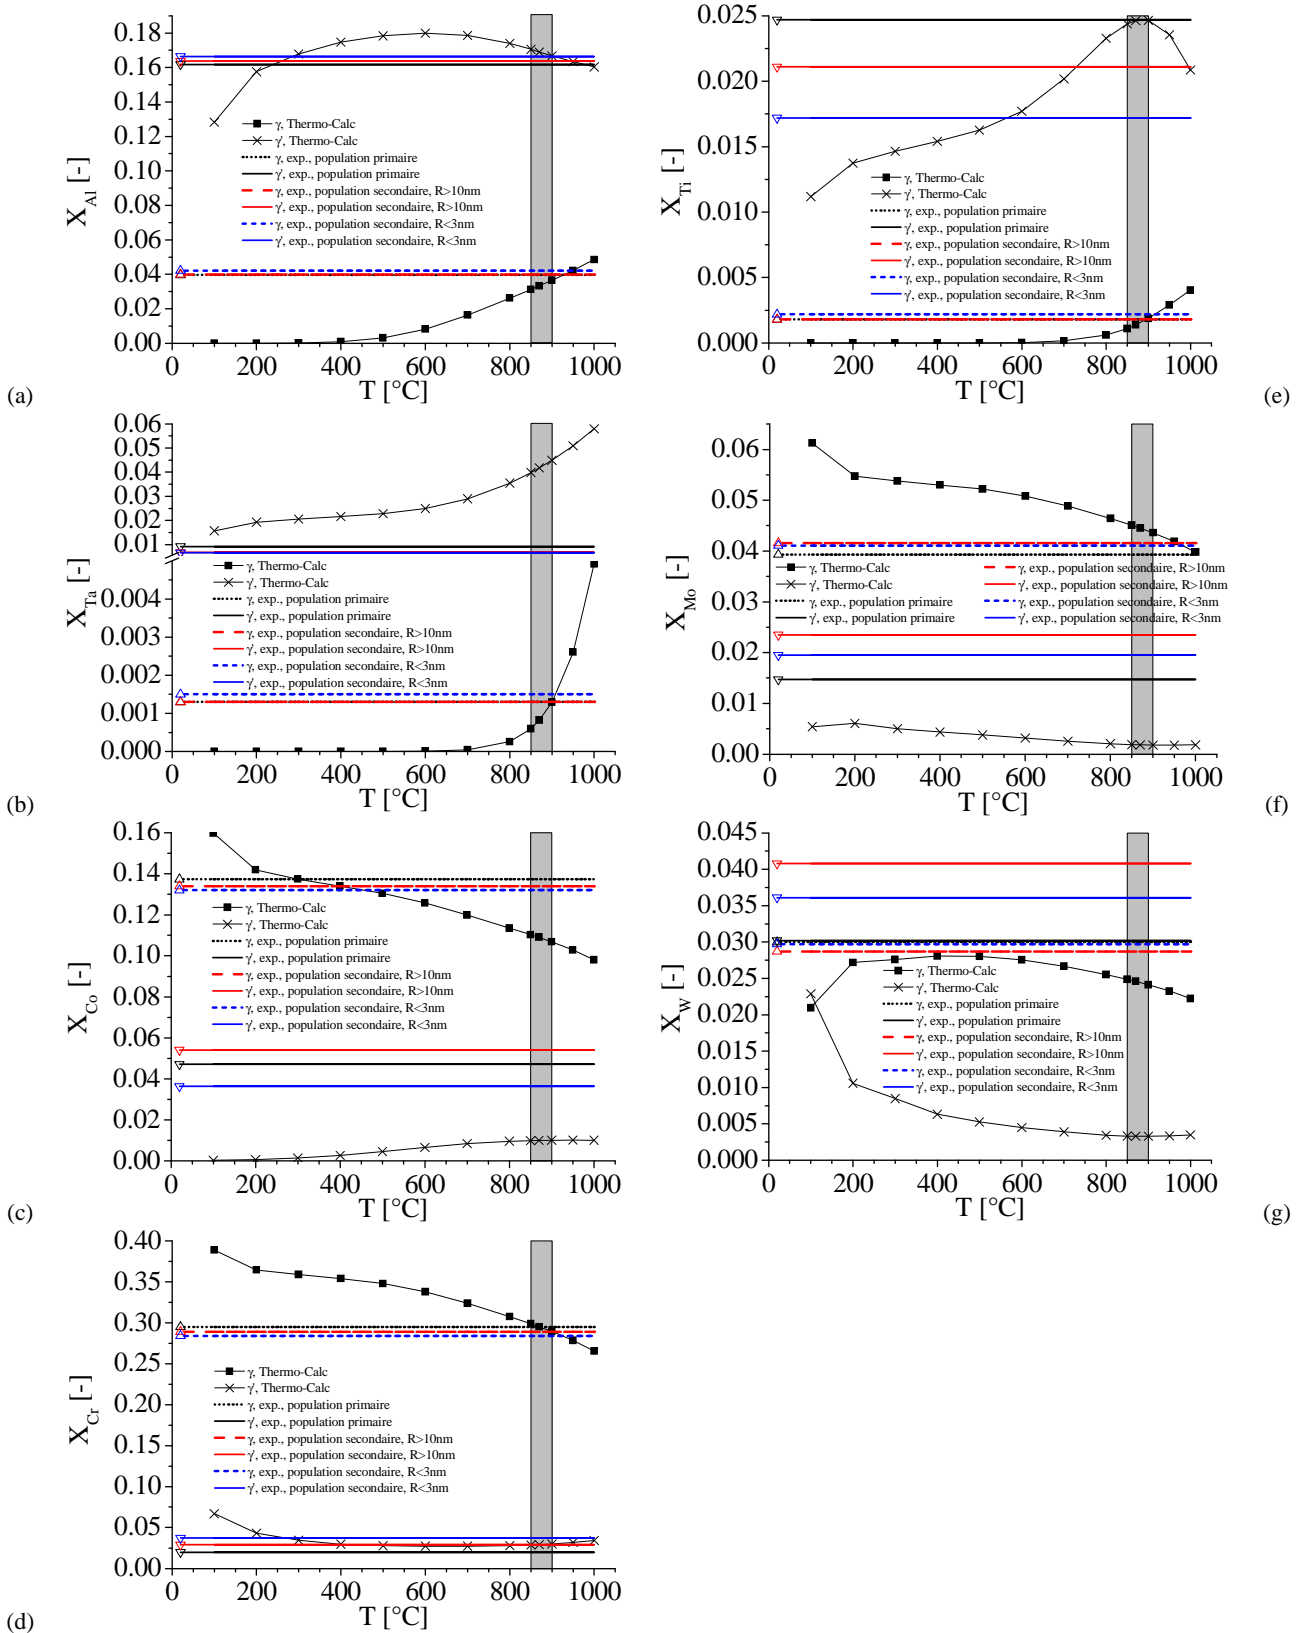 0.18
0.16
0.14
0.12
0.10
0.08
0.06
0.04
0.02
0.00
X_Al [-]
γ, Thermo-Calc
γ', Thermo-Calc
γ, exp., population primaire
γ', exp., population primaire
γ, exp., population secondaire, R>10nm
γ', exp., population secondaire, R>10nm
γ, exp., population secondaire, R<3nm
γ', exp., population secondaire, R<3nm
0 200 400 600 800 1000
T [°C]
(a)
0.025
0.020
0.015
0.010
0.005
0.000
X_Ti [-]
γ, Thermo-Calc
γ', Thermo-Calc
γ, exp., population primaire
γ', exp., population primaire
γ, exp., population secondaire, R>10nm
γ', exp., population secondaire, R>10nm
γ, exp., population secondaire, R<3nm
γ', exp., population secondaire, R<3nm
0 200 400 600 800 1000
T [°C]
(e)
0.06
0.05
0.04
0.03
0.02
0.01
0.004
0.003
0.002
0.001
0.000
X_Ta [-]
γ, Thermo-Calc
γ', Thermo-Calc
γ, exp., population primaire
γ', exp., population primaire
γ, exp., population secondaire, R>10nm
γ', exp., population secondaire, R>10nm
γ, exp., population secondaire, R<3nm
γ', exp., population secondaire, R<3nm
0 200 400 600 800 1000
T [°C]
(b)
0.06
0.05
0.04
0.03
0.02
0.01
0.00
X_Mo [-]
γ, Thermo-Calc
γ', Thermo-Calc
γ, exp., population primaire
γ', exp., population primaire
γ, exp., population secondaire, R>10nm
γ', exp., population secondaire, R>10nm
γ, exp., population secondaire, R<3nm
γ', exp., population secondaire, R<3nm
0 200 400 600 800 1000
T [°C]
(f)
0.16
0.14
0.12
0.10
0.08
0.06
0.04
0.02
0.00
X_Co [-]
γ, Thermo-Calc
γ', Thermo-Calc
γ, exp., population primaire
γ', exp., population primaire
γ, exp., population secondaire, R>10nm
γ', exp., population secondaire, R>10nm
γ, exp., population secondaire, R<3nm
γ', exp., population secondaire, R<3nm
0 200 400 600 800 1000
T [°C]
(c)
0.045
0.040
0.035
0.030
0.025
0.020
0.015
0.010
0.005
0.000
X_W [-]
γ, Thermo-Calc
γ', Thermo-Calc
γ, exp., population primaire
γ', exp., population primaire
γ, exp., population secondaire, R>10nm
γ', exp., population secondaire, R>10nm
γ, exp., population secondaire, R<3nm
γ', exp., population secondaire, R<3nm
0 200 400 600 800 1000
T [°C]
(g)
0.40
0.35
0.30
0.25
0.20
0.15
0.10
0.05
0.00
X_Cr [-]
γ, Thermo-Calc
γ', Thermo-Calc
γ, exp., population primaire
γ', exp., population primaire
γ, exp., population secondaire, R>10nm
γ', exp., population secondaire, R>10nm
γ, exp., population secondaire, R<3nm
γ', exp., population secondaire, R<3nm
0 200 400 600 800 1000
T [°C]
(d)